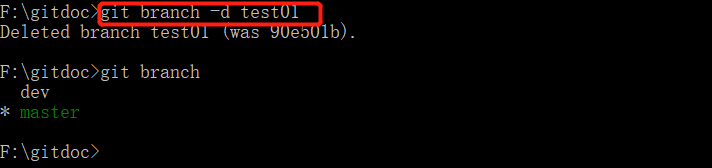 F:\gitdoc>git branch -d test01
Deleted branch test01 (was 90e501b).
F:\gitdoc>git branch
dev
* master
F:\gitdoc>